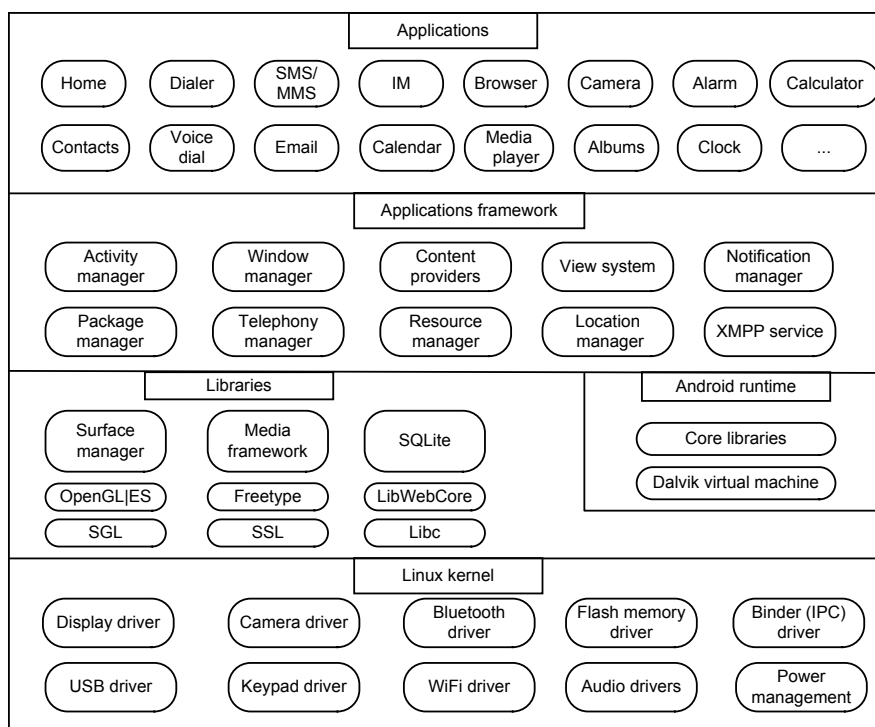 Applications
Home
Dialer
SMS/
MMS
IM
Browser
Camera
Alarm
Calculator
Contacts
Voice
dial
Email
Calendar
Media
player
Albums
Clock
...
Applications framework
Activity
manager
Window
manager
Content
providers
View system
Notification
manager
Package
manager
Telephony
manager
Resource
manager
Location
manager
XMPP service
Libraries
Surface
manager
Media
framework
SQLite
OpenGL|ES
Freetype
LibWebCore
SGL
SSL
Libc
Android runtime
Core libraries
Dalvik virtual machine
Linux kernel
Display driver
Camera driver
Bluetooth
driver
Flash memory
driver
Binder (IPC)
driver
USB driver
Keypad driver
WiFi driver
Audio drivers
Power
management